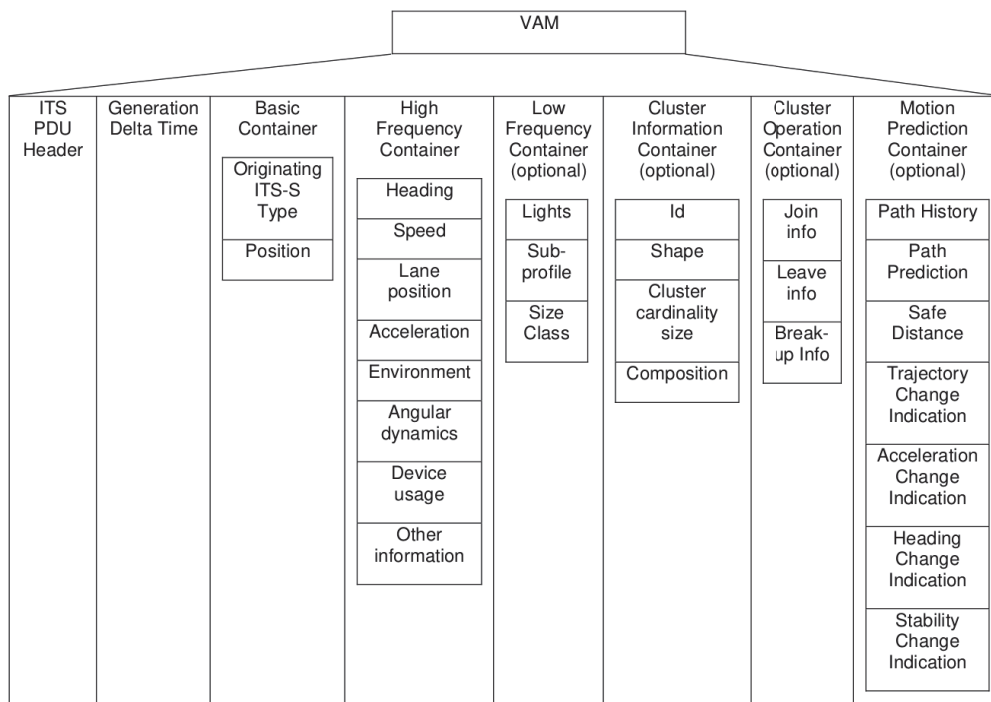 VAM
ITS
PDU
Header
Generation
Delta Time
Basic
Container
Originating
ITS-S
Type
Position
High
Frequency
Container
Heading
Speed
Lane
position
Acceleration
Environment
Angular
dynamics
Device
usage
Other
information
Low
Frequency
Container
(optional)
Lights
Sub-
profile
Size
Class
Cluster
Information
Container
(optional)
Id
Shape
Cluster
cardinality
size
Composition
Cluster
Operation
Container
(optional)
Join
info
Leave
info
Break-
up Info
Motion
Prediction
Container
(optional)
Path History
Path
Prediction
Safe
Distance
Trajectory
Change
Indication
Acceleration
Change
Indication
Heading
Change
Indication
Stability
Change
Indication